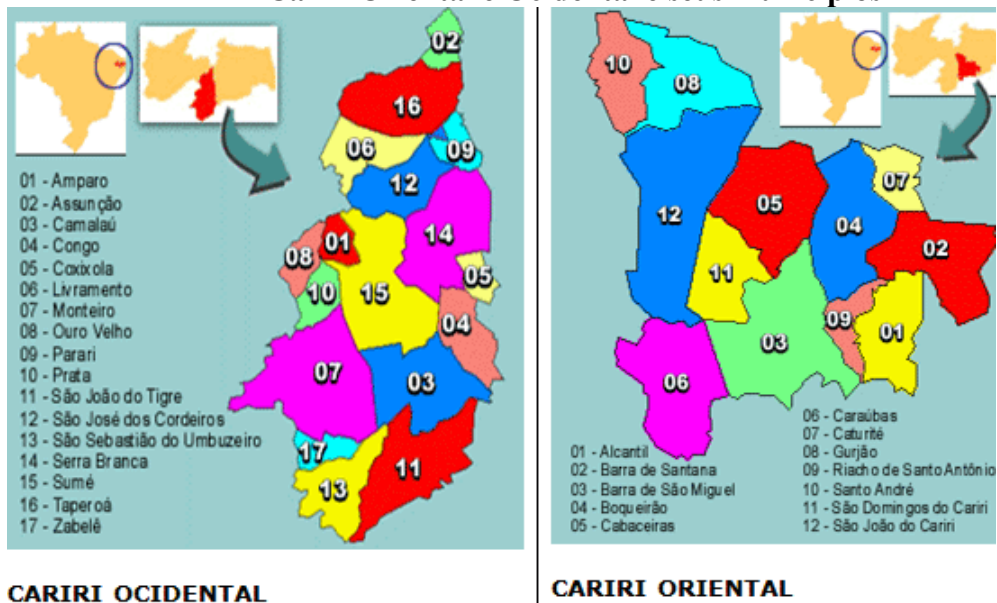 02
16
06
09
12
14
01
08
05
10
15
04
07
03
17
11
13
01 - Amparo
02 - Assunção
03 - Camalaú
04 - Congo
05 - Coxixola
06 - Livramento
07 - Monteiro
08 - Ouro Velho
09 - Parari
10 - Prata
11 - São João do Tigre
12 - São José dos Cordeiros
13 - São Sebastião do Umbuzeiro
14 - Serra Branca
15 - Sumé
16 - Taperoá
17 - Zabelê
CARIRI OCIDENTAL
10
08
07
05
12
04
02
11
09
01
03
06
01 - Alcantil
02 - Barra de Santana
03 - Barra de São Miguel
04 - Boqueirão
05 - Cabaceiras
06 - Caraúbas
07 - Caturité
08 - Gurjão
09 - Riacho de Santo Antônio
10 - Santo André
11 - São Domingos do Cariri
12 - São João do Cariri
CARIRI ORIENTAL